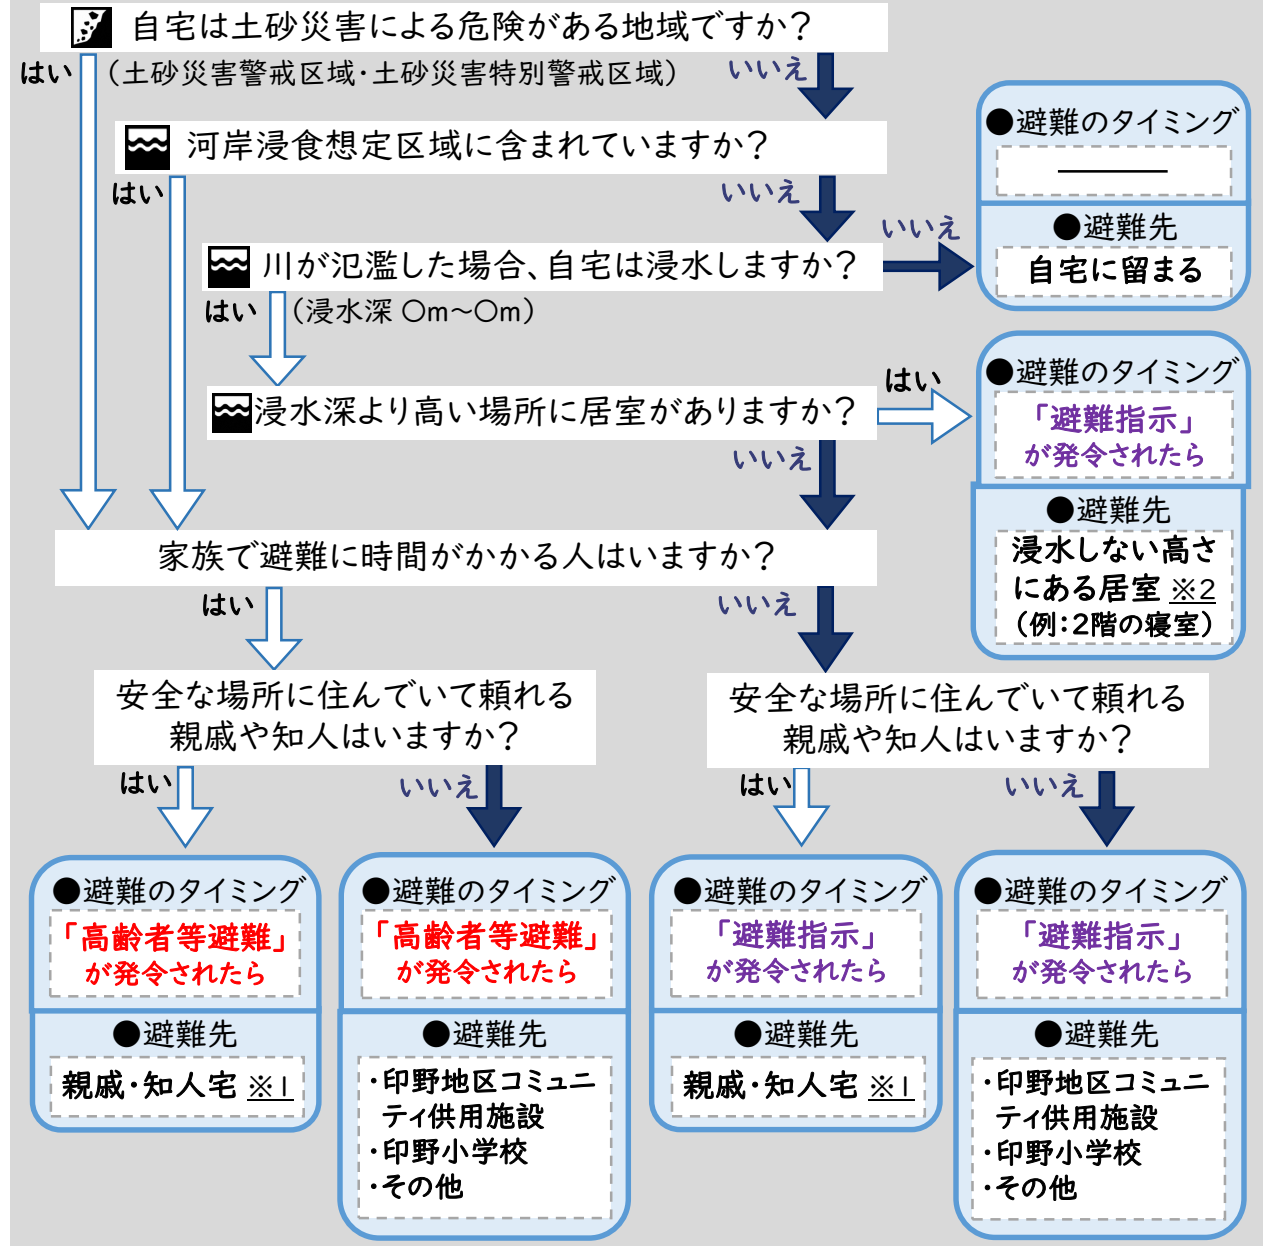 自宅は土砂災害による危険がある地域ですか？
はい
（土砂災害警戒区域・土砂災害特別警戒区域）
いいえ
河岸浸食想定区域に含まれていますか？
はい
いいえ
いいえ
川が氾濫した場合、自宅は浸水しますか？
はい
（浸水深 〇m～〇m）
●避難のタイミング
――――
●避難先
自宅に留まる
浸水深より高い場所に居室がありますか？
はい
いいえ
●避難のタイミング
「避難指示」
が発令されたら
●避難先
浸水しない高さ
にある居室 ※2
（例：2階の寝室）
家族で避難に時間がかかる人はいますか？
はい
いいえ
安全な場所に住んでいて頼れる
親戚や知人はいますか？
はい
いいえ
安全な場所に住んでいて頼れる
親戚や知人はいますか？
はい
いいえ
●避難のタイミング
「高齢者等避難」
が発令されたら
●避難先
親戚・知人宅 ※1
●避難のタイミング
「高齢者等避難」
が発令されたら
●避難先
・印野地区コミュニ
ティ供用施設
・印野小学校
・その他
●避難のタイミング
「避難指示」
が発令されたら
●避難先
親戚・知人宅 ※1
●避難のタイミング
「避難指示」
が発令されたら
●避難先
・印野地区コミュニ
ティ供用施設
・印野小学校
・その他